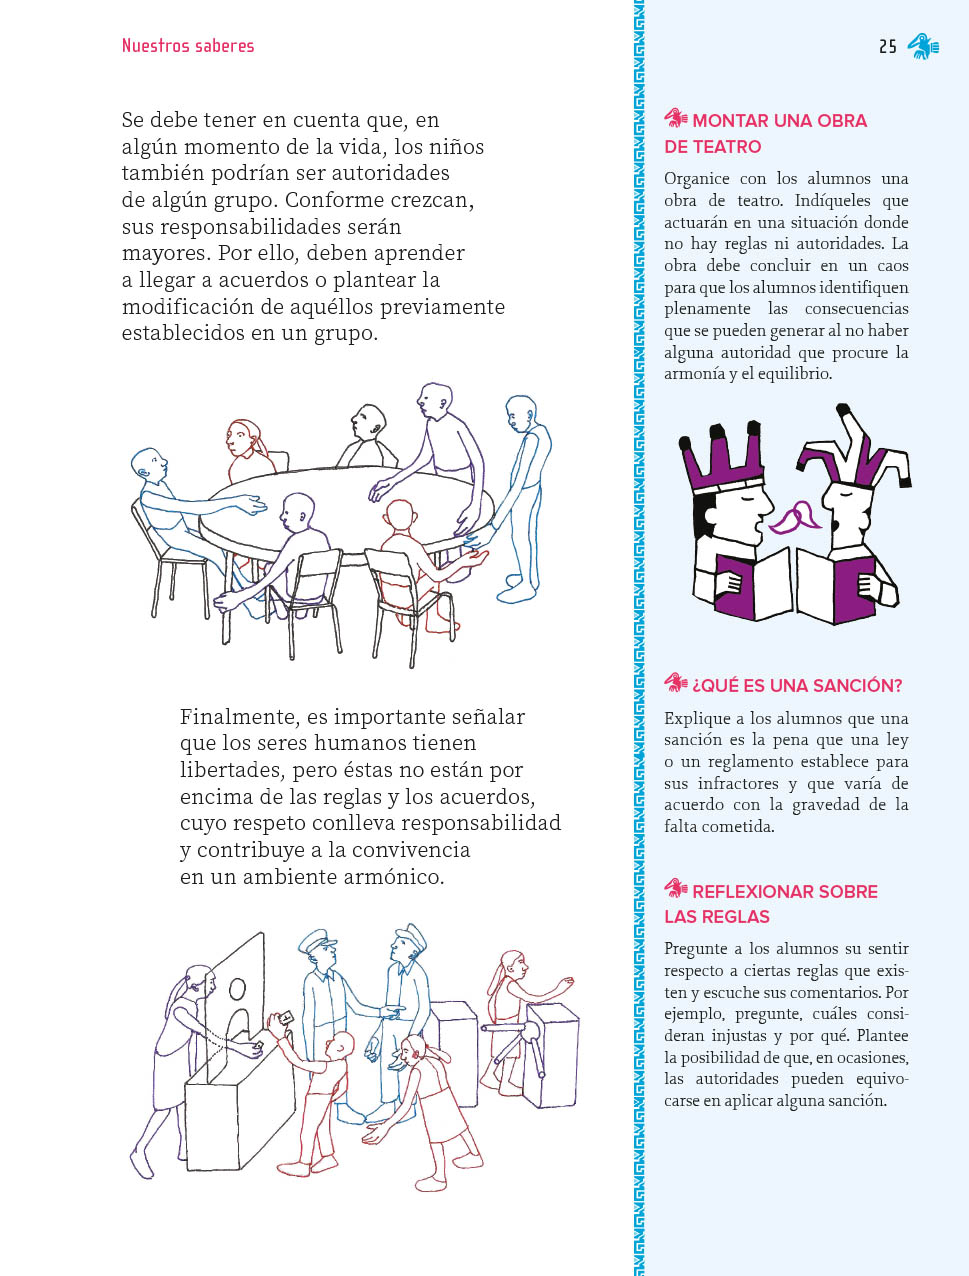 Nuestros saberes
25
Se debe tener en cuenta que, en
algún momento de la vida, los niños
también podrían ser autoridades
de algún grupo. Conforme crezcan,
sus responsabilidades serán
mayores. Por ello, deben aprender
a llegar a acuerdos o plantear la
modificación de aquéllos previamente
establecidos en un grupo.
Finalmente, es importante señalar
que los seres humanos tienen
libertades, pero éstas no están por
encima de las reglas y los acuerdos,
cuyo respeto conlleva responsabilidad
y contribuye a la convivencia
en un ambiente armónico.
MONTAR UNA OBRA
DE TEATRO
Organice con los alumnos una
obra de teatro. Indíqueles que
actuarán en una situación donde
no hay reglas ni autoridades. La
obra debe concluir en un caos
para que los alumnos identifiquen
plenamente las consecuencias
que se pueden generar al no haber
alguna autoridad que procure la
armonía y el equilibrio.
¿QUÉ ES UNA SANCIÓN?
Explique a los alumnos que una
sanción es la pena que una ley
o un reglamento establece para
sus infractores y que varía de
acuerdo con la gravedad de la
falta cometida.
REFLEXIONAR SOBRE
LAS REGLAS
Pregunte a los alumnos su sentir
respecto a ciertas reglas que exis-
ten y escuche sus comentarios. Por
ejemplo, pregunte, cuáles consi-
deran injustas y por qué. Plantee
la posibilidad de que, en ocasiones,
las autoridades pueden equivo-
carse en aplicar alguna sanción.